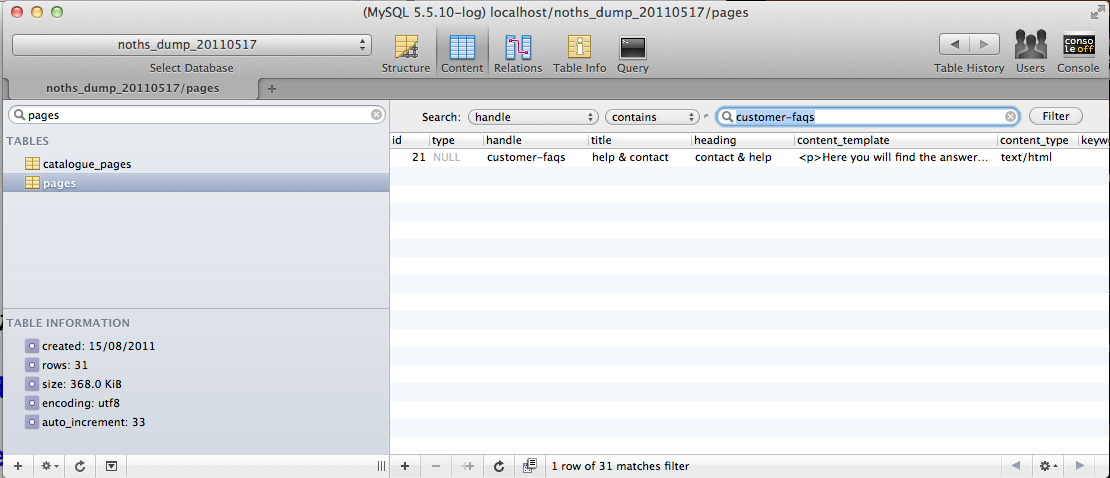 (MySQL 5.5.10-log) localhost/noths_dump_20110517/pages
noths_dump_20110517
Select Database
Structure Content Relations Table Info Query
Table History Users Console
conso
le off
noths_dump_20110517/pages
pages
Search: handle contains customer-faqs Filter
TABLES
catalogue_pages
pages
id type handle title heading content_template content_type keyw
21 NULL customer-faqs help & contact contact & help <p>Here you will find the answer... text/html
TABLE INFORMATION
created: 15/08/2011
rows: 31
size: 368.0 KiB
encoding: utf8
auto_increment: 33
1 row of 31 matches filter